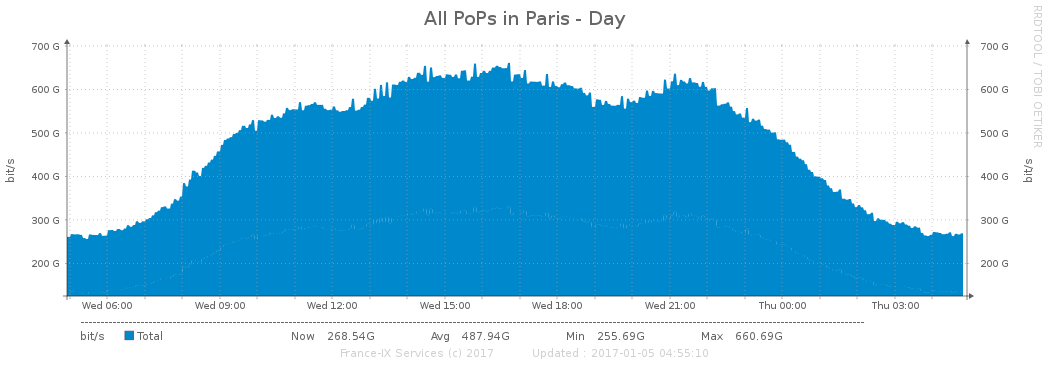 All PoPs in Paris - Day
RRDTOOL / TOBI OETIKER
700 G 700 G
600 G 600 G
500 G 500 G
400 G 400 G
300 G 300 G
200 G 200 G
bit/s bit/s
Wed 06:00 Wed 09:00 Wed 12:00 Wed 15:00 Wed 18:00 Wed 21:00 Thu 00:00 Thu 03:00
bit/s Total Now 268.54G Avg 487.94G Min 255.69G Max 660.69G
France-IX Services (c) 2017 Updated : 2017-01-05 04:55:10